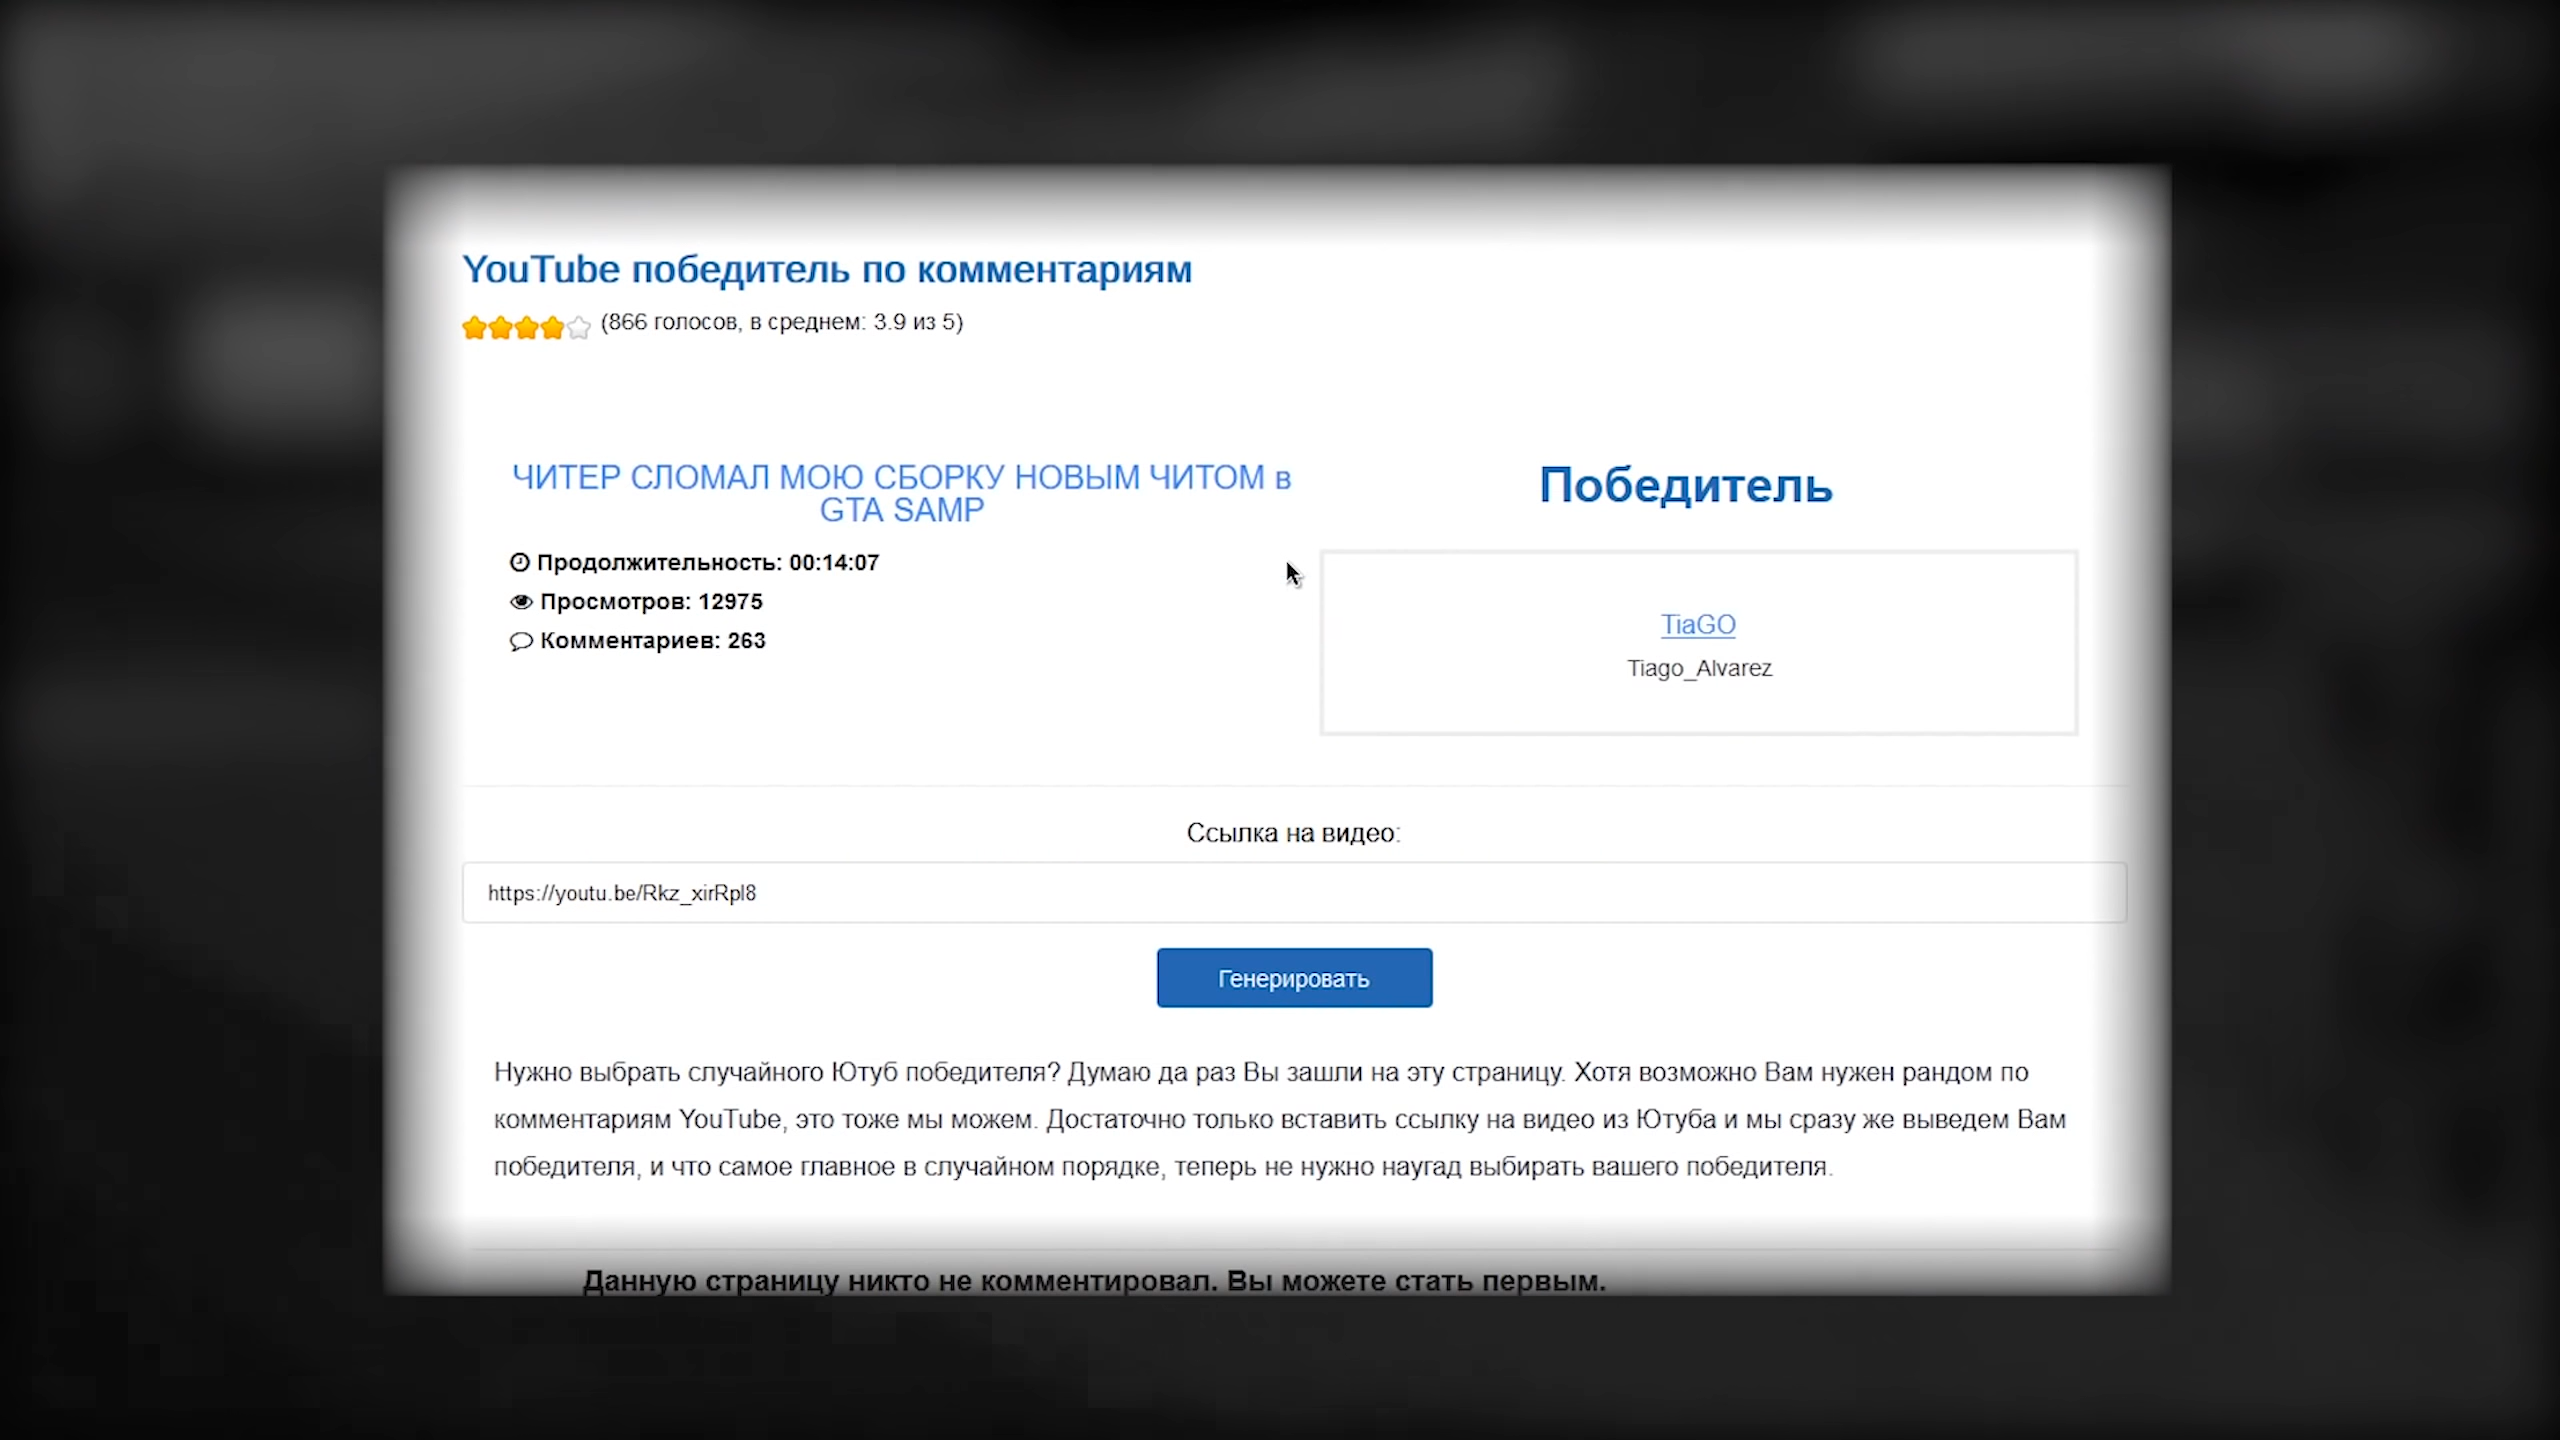 YouTube победитель по комментариям
(866 голосов, в среднем: 3.9 из 5)
ЧИТЕР СЛОМАЛ МОЮ СБОРКУ НОВЫМ ЧИТОМ в
GTA SAMP
Продолжительность: 00:14:07
Просмотров: 12975
Комментариев: 263
Победитель
TiaGO
Tiago_Alvarez
Ссылка на видео:
https://youtu.be/Rkz_xirRpl8
Генерировать
Нужно выбрать случайного Ютуб победителя? Думаю да раз Вы зашли на эту страницу. Хотя возможно Вам нужен рандом по
комментариям YouTube, это тоже мы можем. Достаточно только вставить ссылку на видео из Ютуба и мы сразу же выведем Вам
победителя, и что самое главное в случайном порядке, теперь не нужно наугад выбирать вашего победителя.
Данную страницу никто не комментировал. Вы можете стать первым.